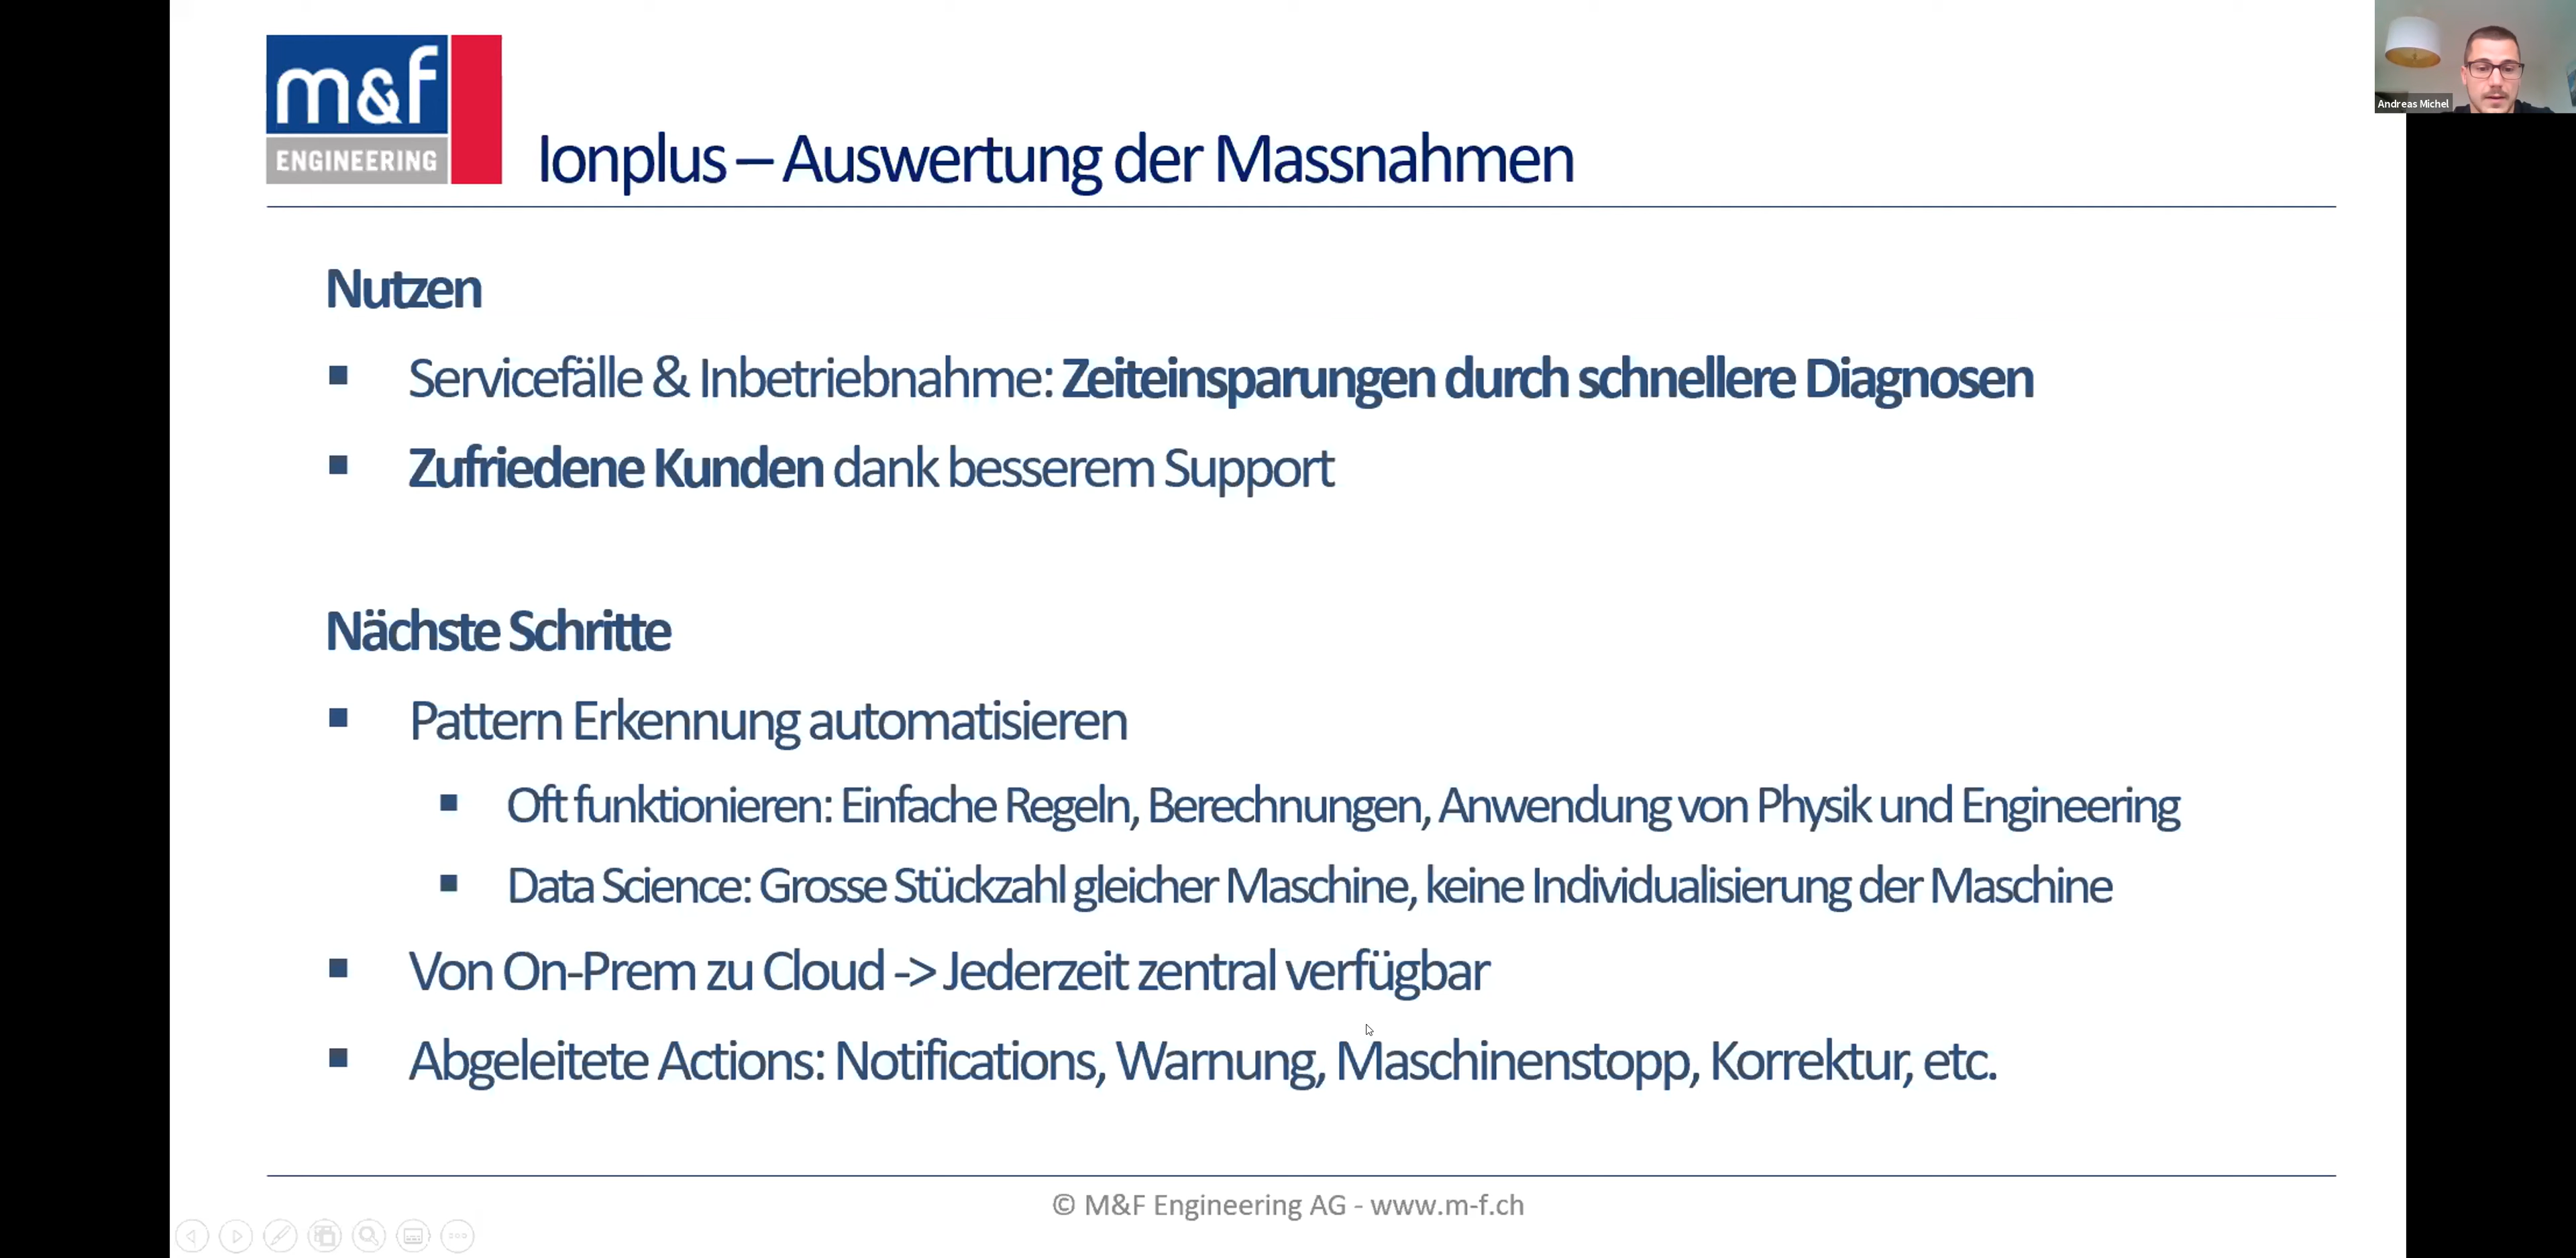 m&f
ENGINEERING
Andreas Michel
Ionplus – Auswertung der Massnahmen
Nutzen
▪ Servicefälle & Inbetriebnahme: Zeiteinsparungen durch schnellere Diagnosen
▪ Zufriedene Kunden dank besserem Support
Nächste Schritte
▪ Pattern Erkennung automatisieren
▪ Oft funktionieren: Einfache Regeln, Berechnungen, Anwendung von Physik und Engineering
▪ Data Science: Grosse Stückzahl gleicher Maschine, keine Individualisierung der Maschine
▪ Von On-Prem zu Cloud -> Jederzeit zentral verfügbar
▪ Abgeleitete Actions: Notifications, Warnung, Maschinenstopp, Korrektur, etc.
© M&F Engineering AG - www.m-f.ch